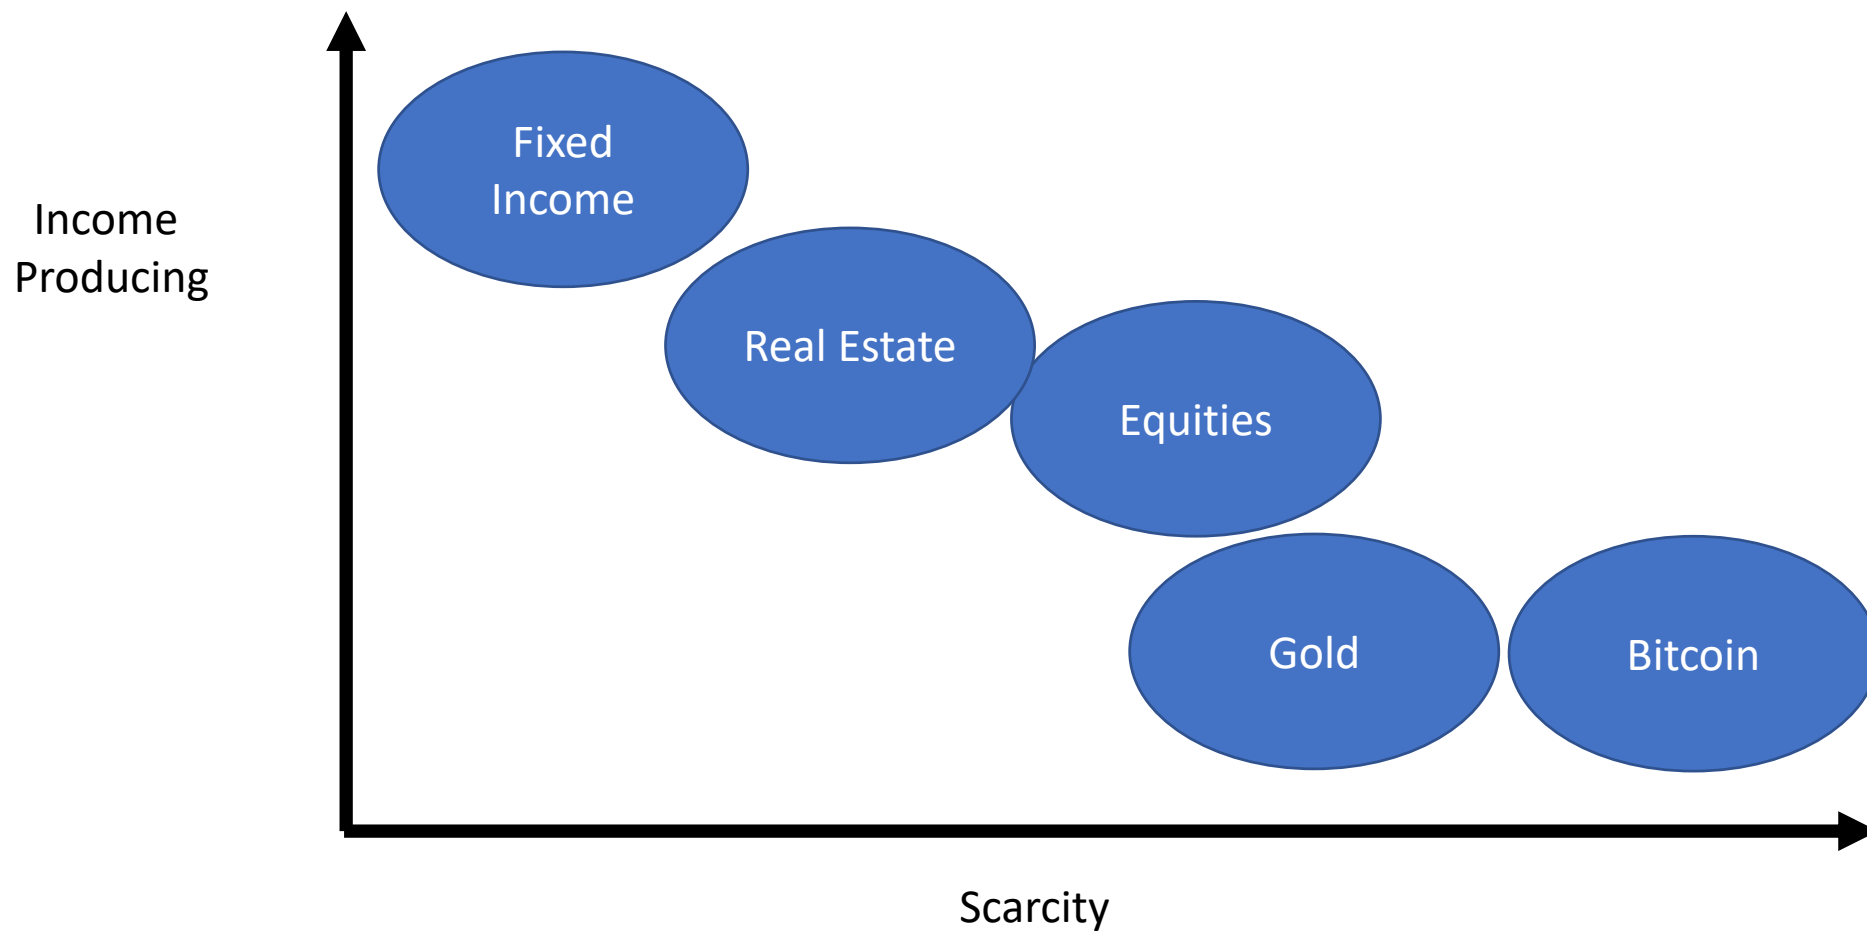 Fixed
Income
Income
Producing
Real Estate
Equities
Gold
Bitcoin
Scarcity